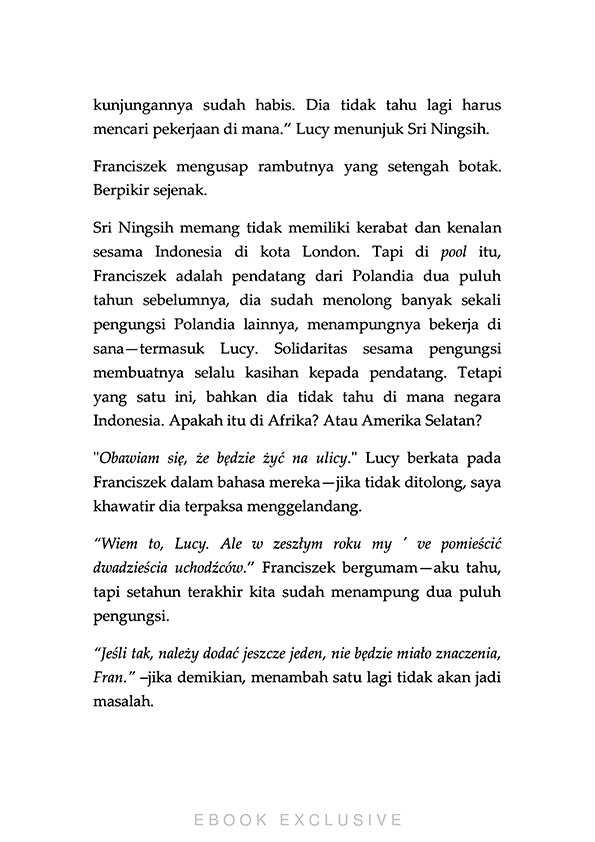 kunjungannya sudah habis. Dia tidak tahu lagi harus
mencari pekerjaan di mana.” Lucy menunjuk Sri Ningsih.
Franciszek mengusap rambutnya yang setengah botak.
Berpikir sejenak.
Sri Ningsih memang tidak memiliki kerabat dan kenalan
sesama Indonesia di kota London. Tapi di pool itu,
Franciszek adalah pendatang dari Polandia dua puluh
tahun sebelumnya, dia sudah menolong banyak sekali
pengungsi Polandia lainnya, menampungnya bekerja di
sana—termasuk Lucy. Solidaritas sesama pengungsi
membuatnya selalu kasihan kepada pendatang. Tetapi
yang satu ini, bahkan dia tidak tahu di mana negara
Indonesia. Apakah itu di Afrika? Atau Amerika Selatan?
"Obawiam się, że będzie żyć na ulicy." Lucy berkata pada
Franciszek dalam bahasa mereka—jika tidak ditolong, saya
khawatir dia terpaksa menggelandang.
“Wiem to, Lucy. Ale w zeszłym roku my ´ ve pomieścić
dwadzieścia uchodźców.” Franciszek bergumam—aku tahu,
tapi setahun terakhir kita sudah menampung dua puluh
pengungsi.
“Jeśli tak, należy dodać jeszcze jeden, nie będzie miało znaczenia,
Fran.” –jika demikian, menambah satu lagi tidak akan jadi
masalah.
EBOOK EXCLUSIVE